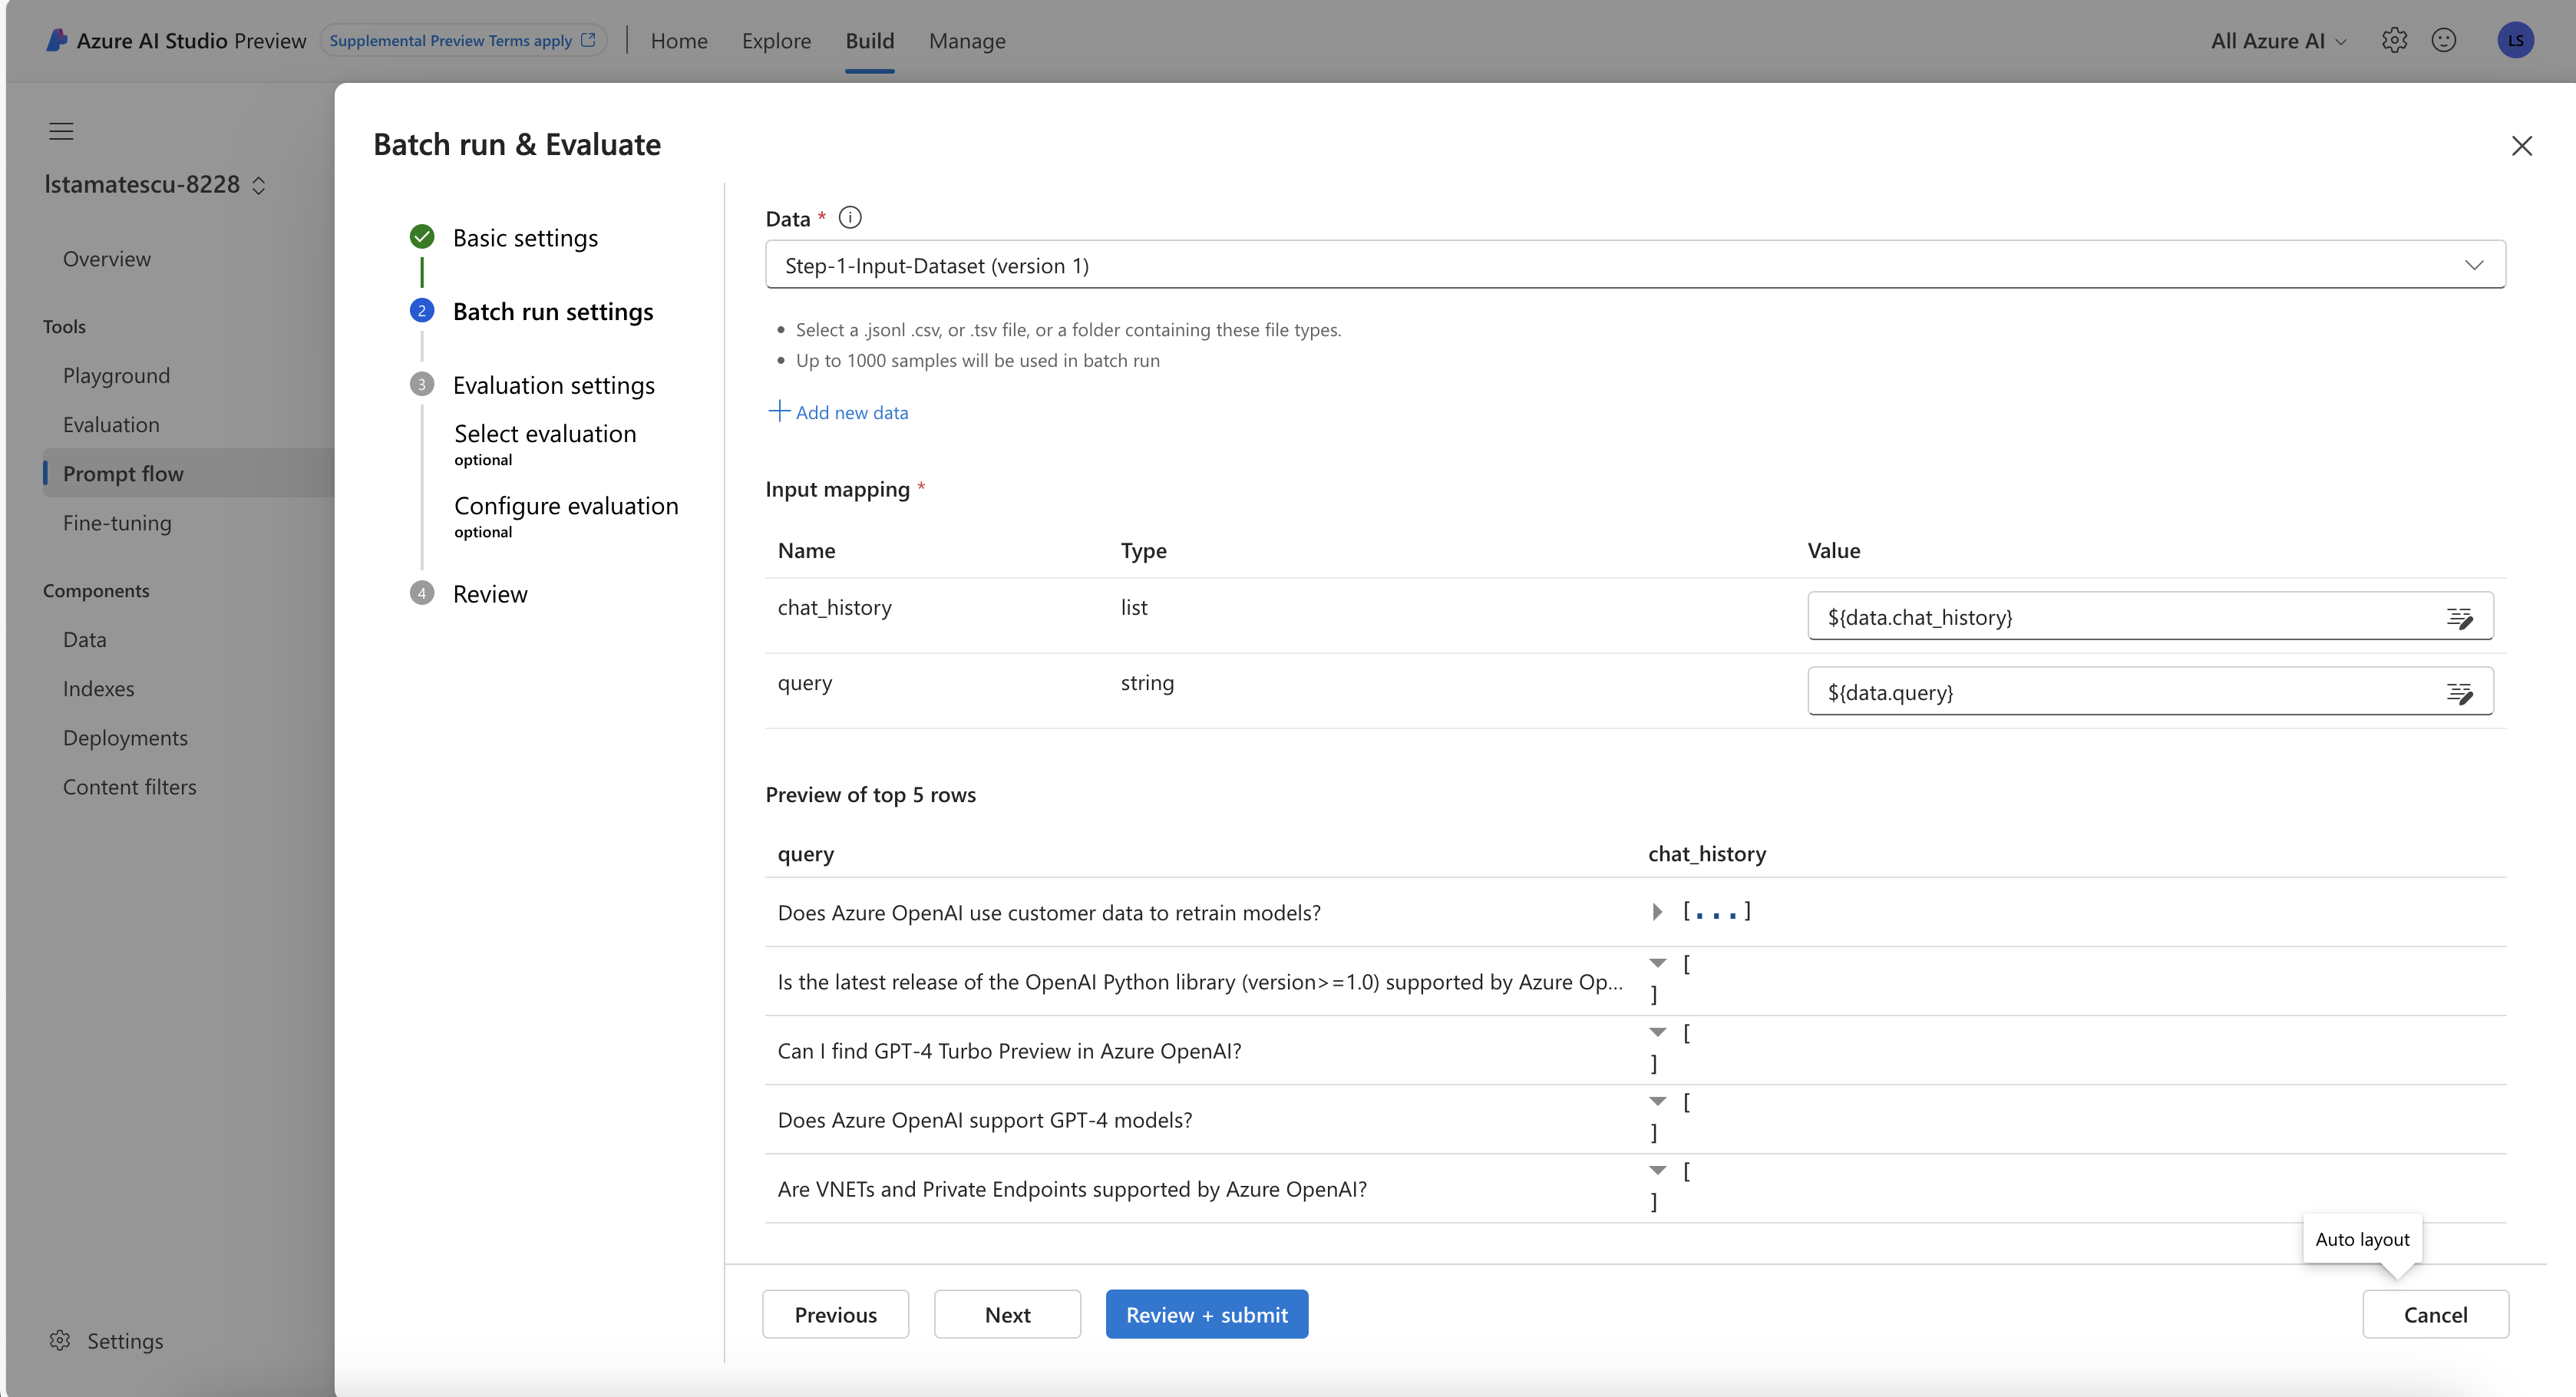 Azure AI Studio Preview Supplemental Preview Terms apply Home Explore Build Manage All Azure AI LS
lstamatescu-8228
Overview
Tools
Playground
Evaluation
Prompt flow
Fine-tuning
Components
Data
Indexes
Deployments
Content filters
Settings
Batch run & Evaluate
Basic settings
2 Batch run settings
3 Evaluation settings
Select evaluation
optional
Configure evaluation
optional
4 Review
Data *
Step-1-Input-Dataset (version 1)
• Select a .jsonl .csv, or .tsv file, or a folder containing these file types.
• Up to 1000 samples will be used in batch run
+ Add new data
Input mapping *
Name Type Value
chat_history list ${data.chat_history}
query string ${data.query}
Preview of top 5 rows
query chat_history
Does Azure OpenAI use customer data to retrain models? [...]
Is the latest release of the OpenAI Python library (version>=1.0) supported by Azure Op... [
]
Can I find GPT-4 Turbo Preview in Azure OpenAI? [
]
Does Azure OpenAI support GPT-4 models? [
]
Are VNETs and Private Endpoints supported by Azure OpenAI? [
]
Auto layout
Previous Next Review + submit Cancel